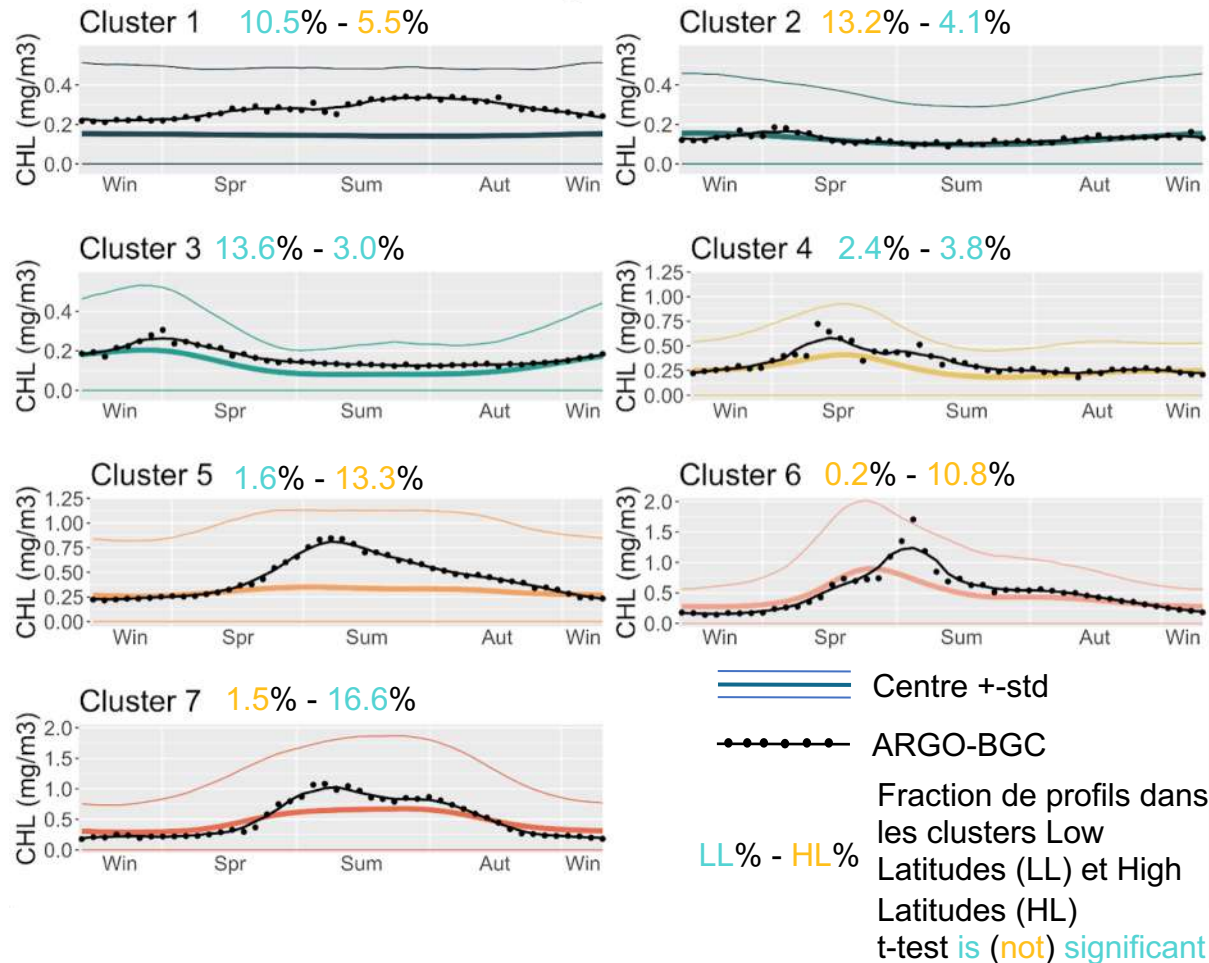 Cluster 1 10.5% - 5.5%
CHL (mg/m3)
0.4
0.2
0.0
Win Spr Sum Aut Win
Cluster 2 13.2% - 4.1%
CHL (mg/m3)
0.4
0.2
0.0
Win Spr Sum Aut Win
Cluster 3 13.6% - 3.0%
CHL (mg/m3)
0.4
0.2
0.0
Win Spr Sum Aut Win
Cluster 4 2.4% - 3.8%
CHL (mg/m3)
1.25
1.00
0.75
0.50
0.25
0.00
Win Spr Sum Aut Win
Cluster 5 1.6% - 13.3%
CHL (mg/m3)
1.25
1.00
0.75
0.50
0.25
0.00
Win Spr Sum Aut Win
Cluster 6 0.2% - 10.8%
CHL (mg/m3)
2.0
1.5
1.0
0.5
0.0
Win Spr Sum Aut Win
Cluster 7 1.5% - 16.6%
CHL (mg/m3)
2.0
1.5
1.0
0.5
0.0
Win Spr Sum Aut Win
Centre +-std
ARGO-BGC
LL% - HL%
Fraction de profils dans
les clusters Low
Latitudes (LL) et High
Latitudes (HL)
t-test is (not) significant